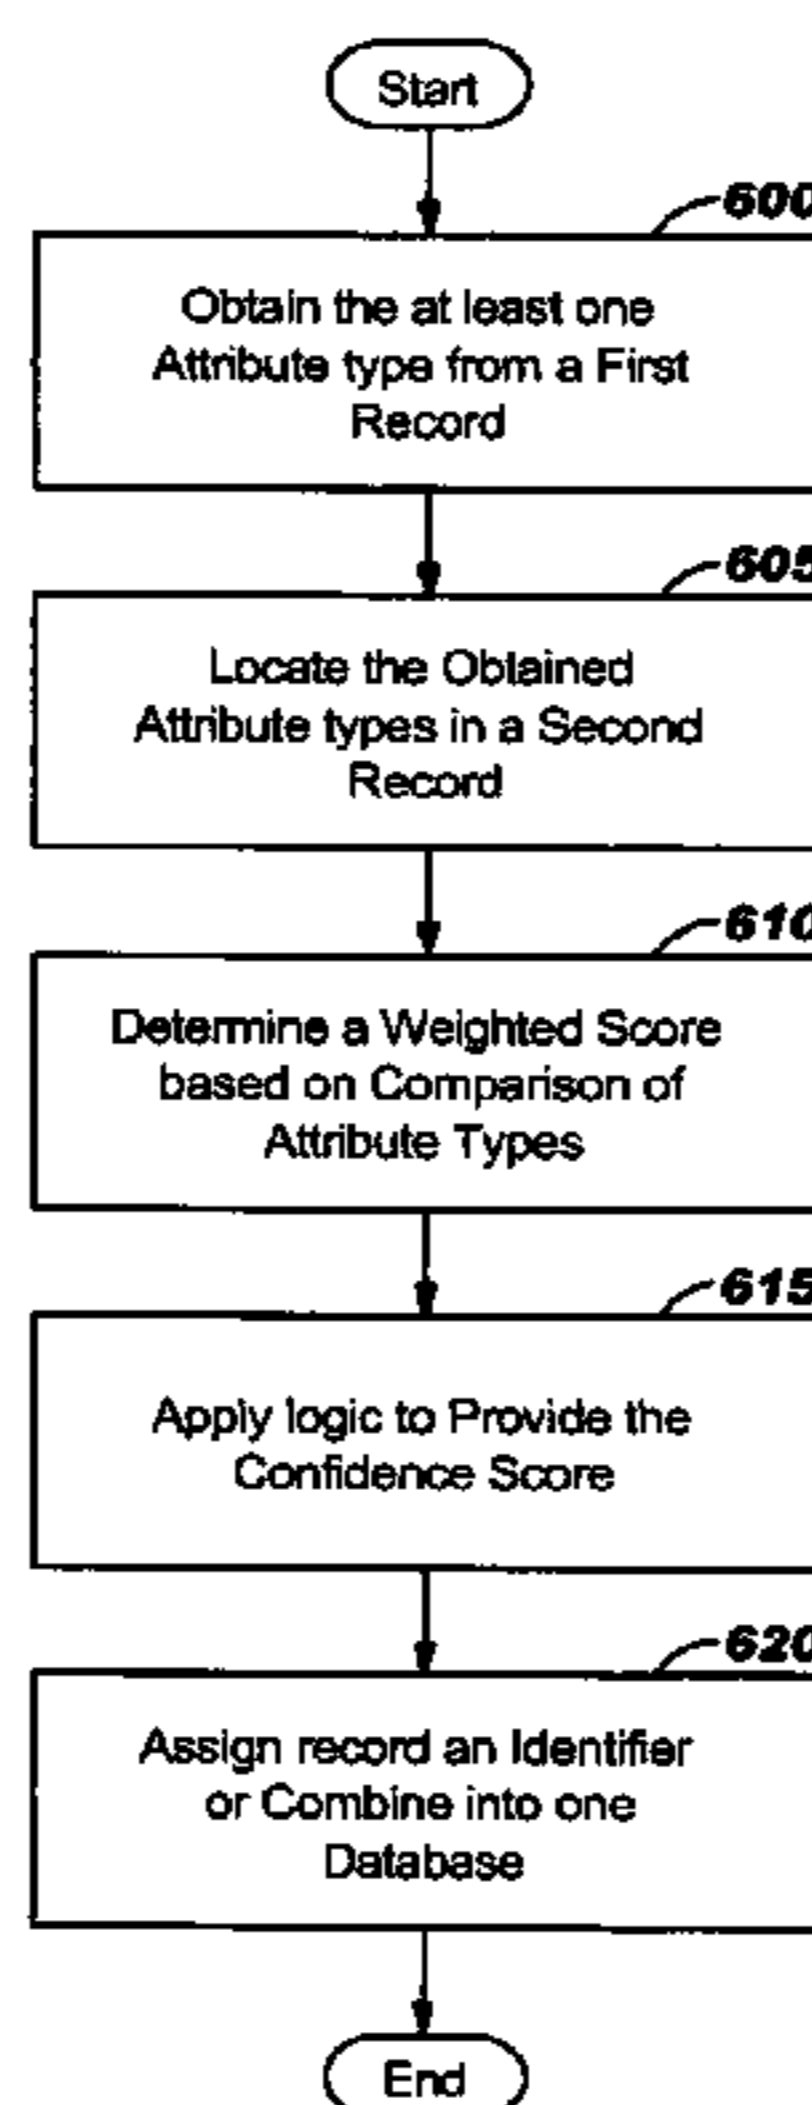 Start
600
Obtain the at least one
Attribute type from a First
Record
605
Locate the Obtained
Attribute types in a Second
Record
610
Determine a Weighted Score
based on Comparison of
Attribute Types
615
Apply logic to Provide the
Confidence Score
620
Assign record an Identifier
or Combine into one
Database
End